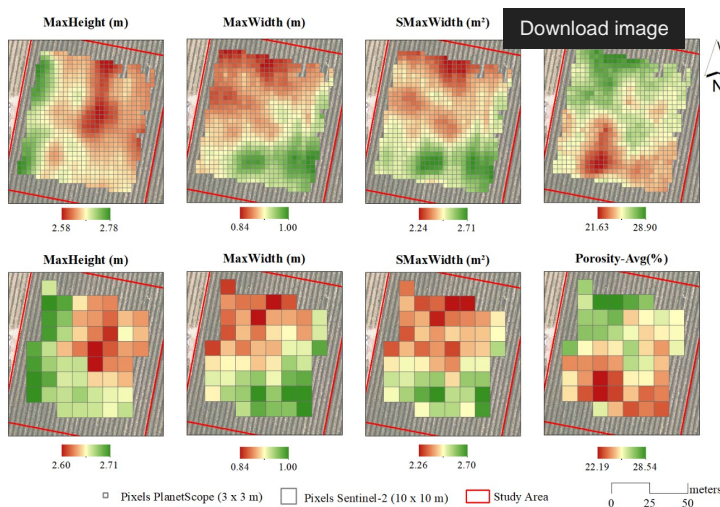 MaxHeight (m)
MaxWidth (m)
SMaxWidth (m²)
Download image
N
2.58 2.78
0.84 1.00
2.24 2.71
21.63 28.90
MaxHeight (m)
MaxWidth (m)
SMaxWidth (m²)
Porosity-Avg(%)
2.60 2.71
0.84 1.00
2.26 2.70
22.19 28.54
Pixels PlanetScope (3 x 3 m)
Pixels Sentinel-2 (10 x 10 m)
Study Area
meters
0 25 50